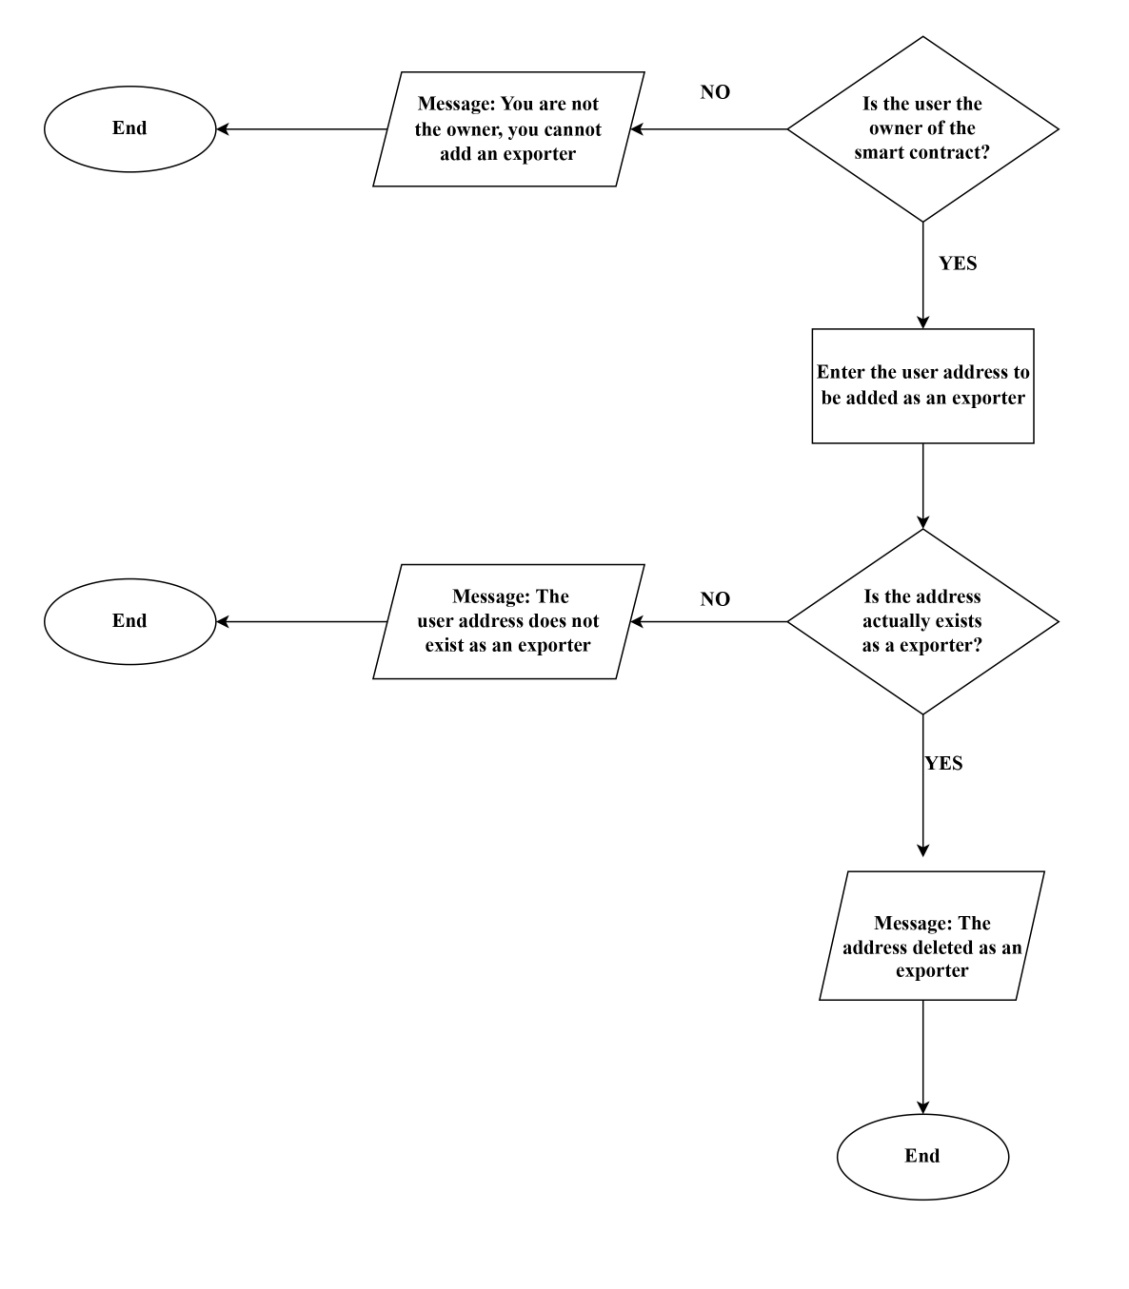 End
Message: You are not
the owner, you cannot
add an exporter
NO
Is the user the
owner of the
smart contract?
YES
Enter the user address to
be added as an exporter
End
Message: The
user address does not
exist as an exporter
NO
Is the address
actually exists
as a exporter?
YES
Message: The
address deleted as an
exporter
End